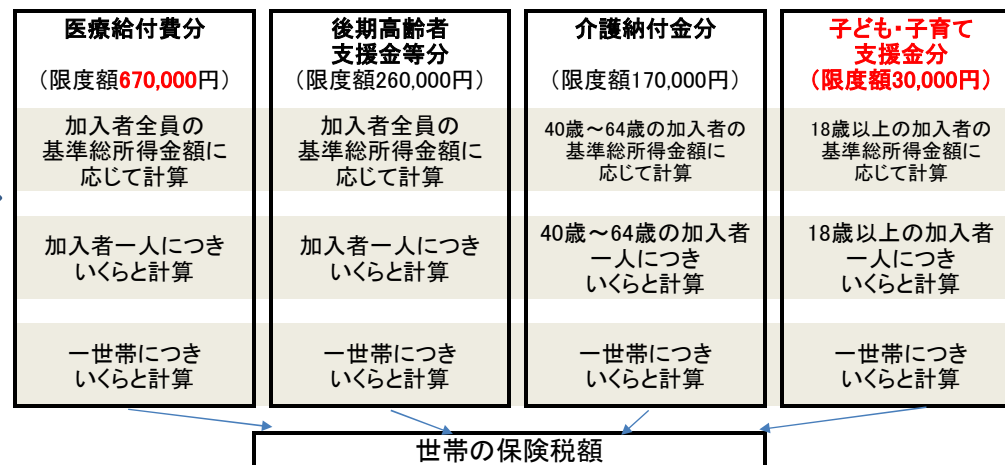 医療給付費分
（限度額670,000円）
加入者全員の
基準総所得金額に
応じて計算
加入者一人につき
いくらと計算
一世帯につき
いくらと計算
後期高齢者
支援金等分
（限度額260,000円）
加入者全員の
基準総所得金額に
応じて計算
加入者一人につき
いくらと計算
一世帯につき
いくらと計算
介護納付金分
（限度額170,000円）
40歳～64歳の加入者の
基準総所得金額に
応じて計算
40歳～64歳の加入者
一人につき
いくらと計算
一世帯につき
いくらと計算
子ども・子育て
支援金分
（限度額30,000円）
18歳以上の加入者の
基準総所得金額に
応じて計算
18歳以上の加入者
一人につき
いくらと計算
一世帯につき
いくらと計算
世帯の保険税額